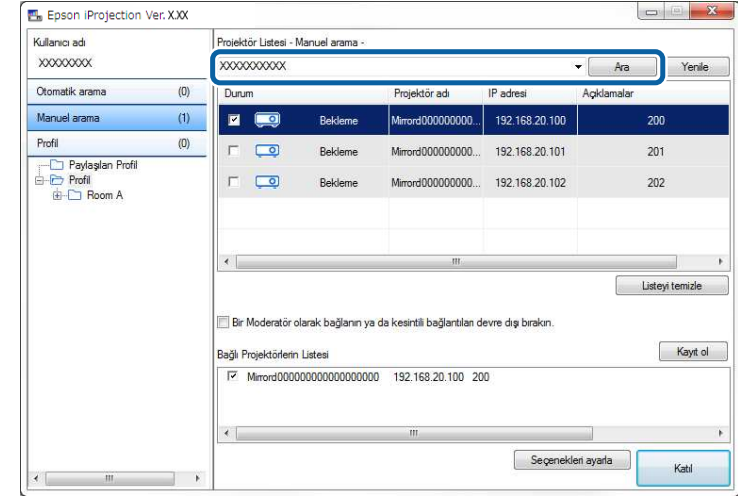 Epson iProjection Ver. X.XX
Kullanıcı adı
XXXXXXXX
Otomatik arama (0)
Manuel arama (1)
Profil (0)
Paylaşılan Profil
Profil
Room A
Projektör Listesi - Manuel arama -
XXXXXXXXXX Ara Yenile
Durum Projektör adı IP adresi Açıklamalar
Bekleme Mirrord000000000... 192.168.20.100 200
Bekleme Mirrord000000000... 192.168.20.101 201
Bekleme Mirrord000000000... 192.168.20.102 202
Listeyi temizle
Bir Moderatör olarak bağlanın ya da kesintili bağlantıları devre dışı bırakın.
Bağlı Projektörlerin Listesi Kayıt ol
Mirrord000000000000000000 192.168.20.100 200
Seçenekleri ayarla Katıl